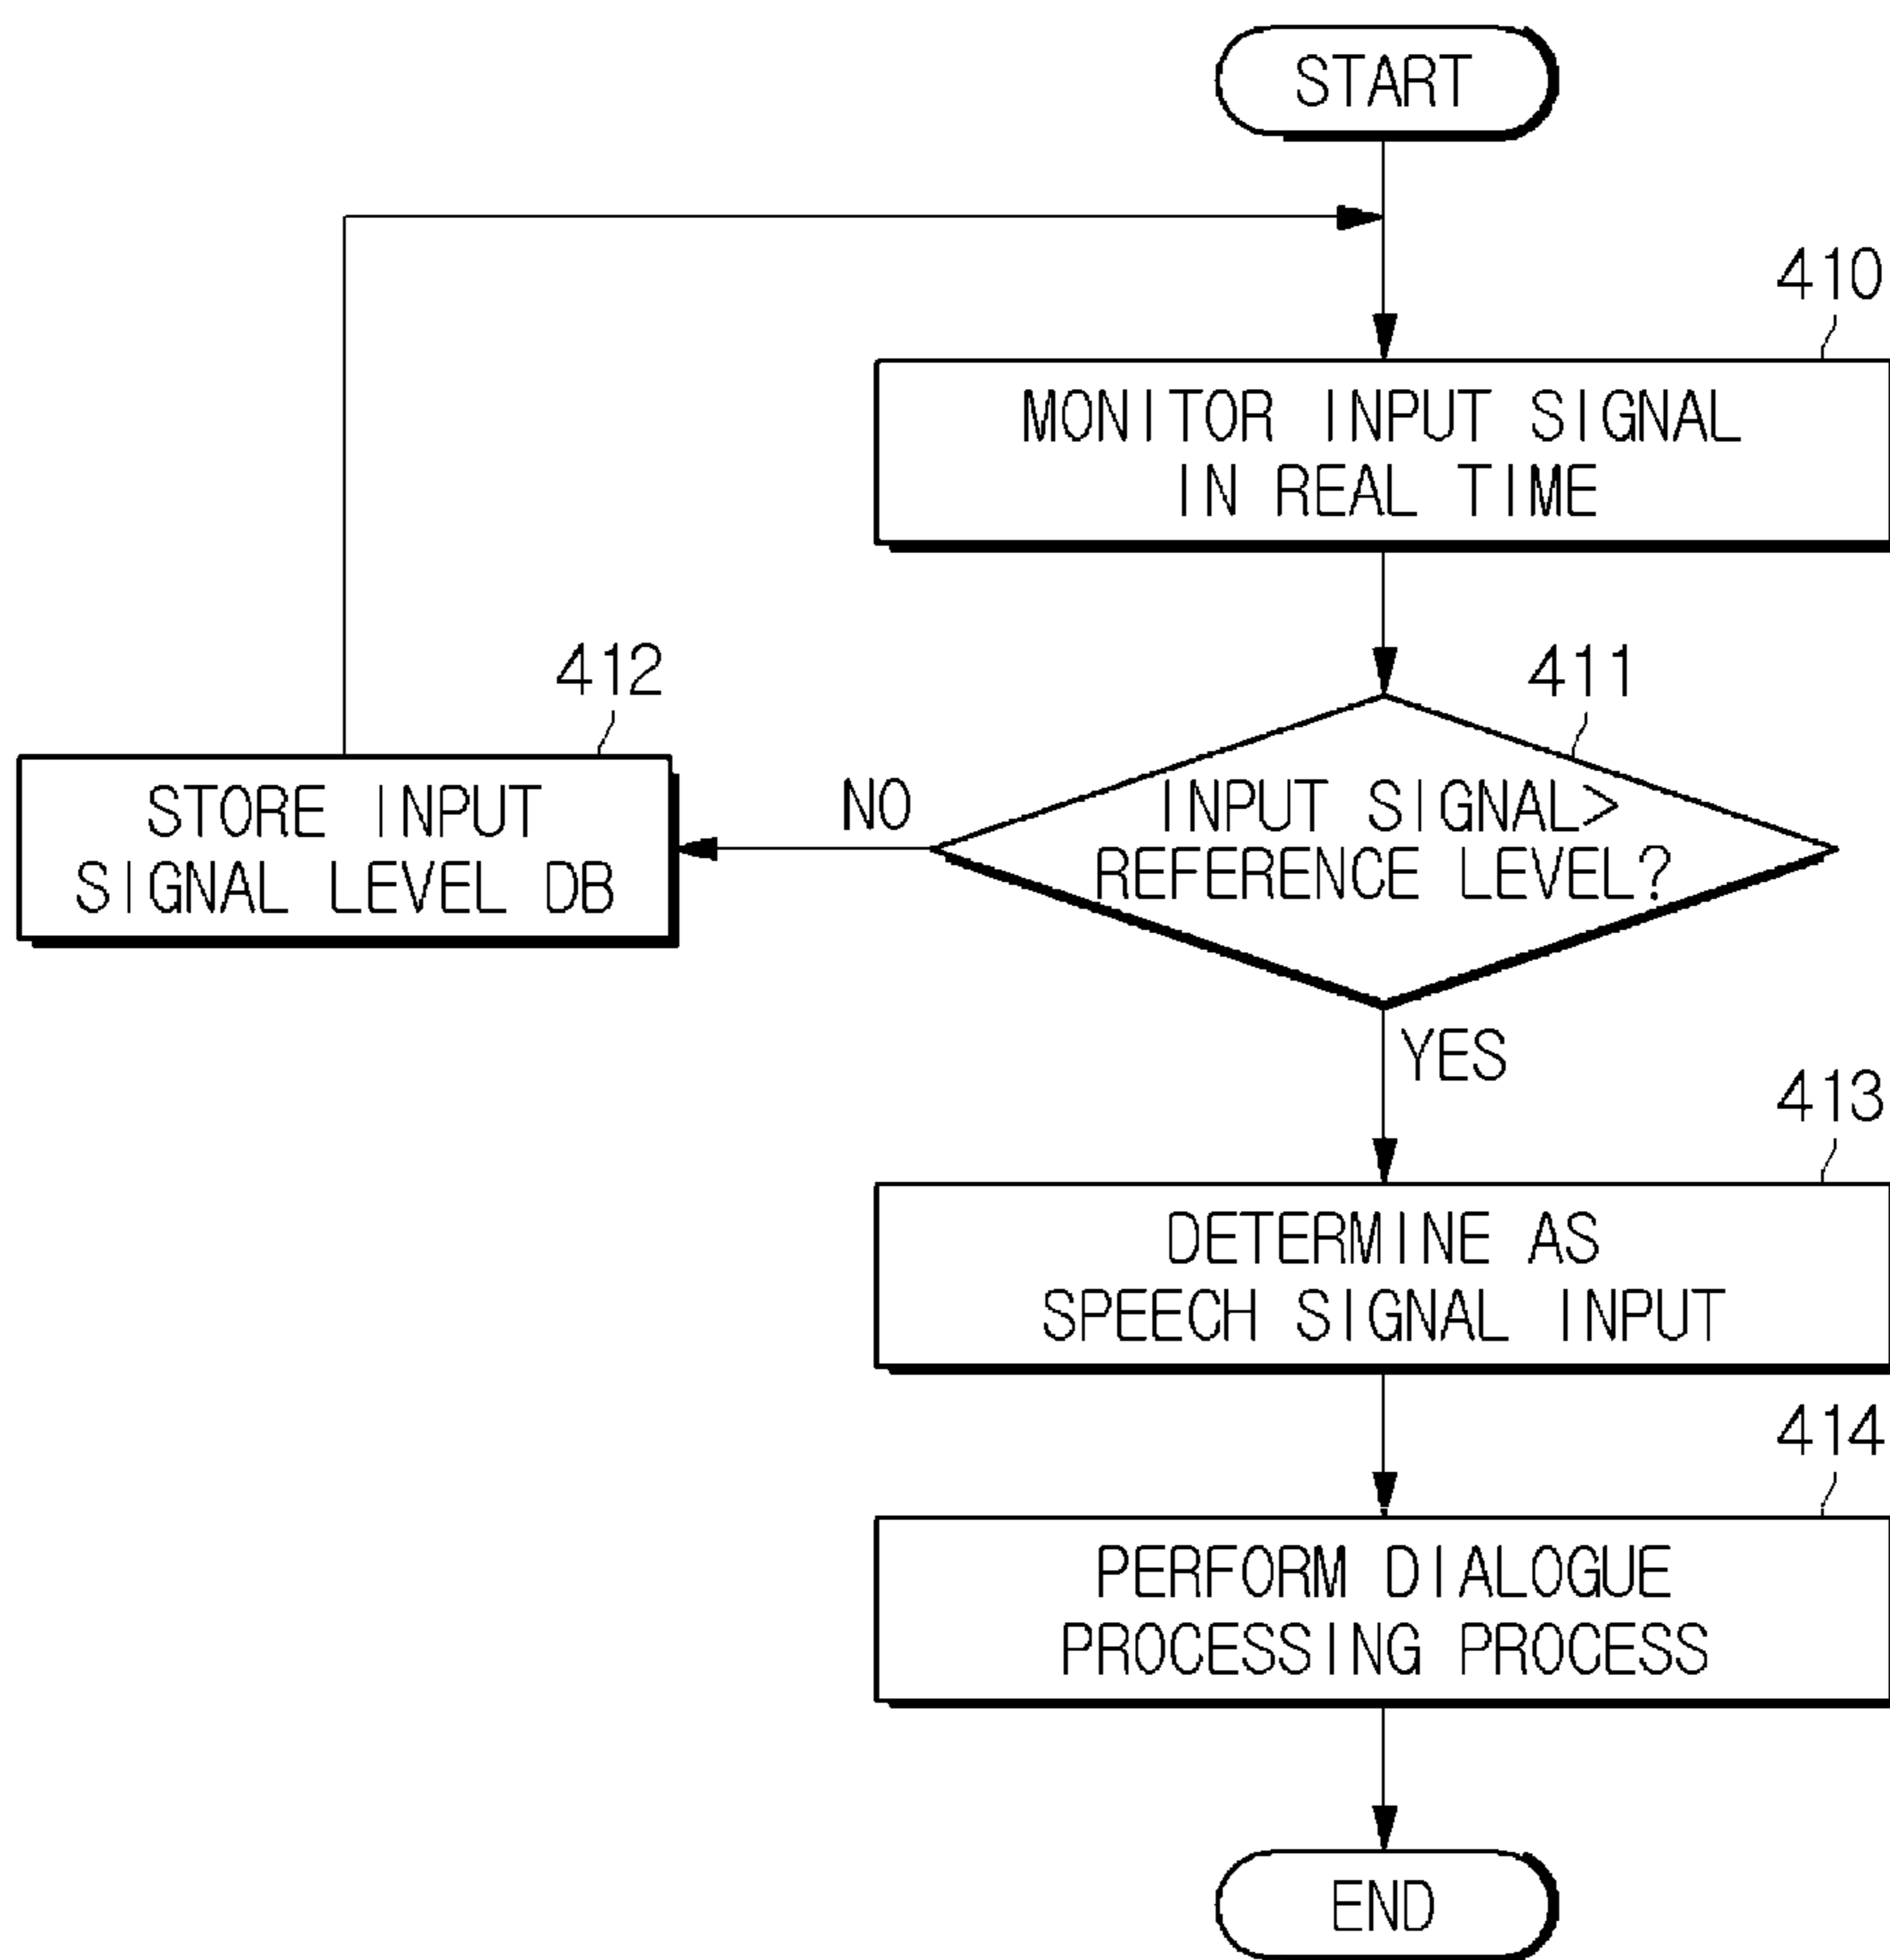 START
410
MONITOR INPUT SIGNAL
IN REAL TIME
411
INPUT SIGNAL>
REFERENCE LEVEL?
NO
412
STORE INPUT
SIGNAL LEVEL DB
YES
413
DETERMINE AS
SPEECH SIGNAL INPUT
414
PERFORM DIALOGUE
PROCESSING PROCESS
END